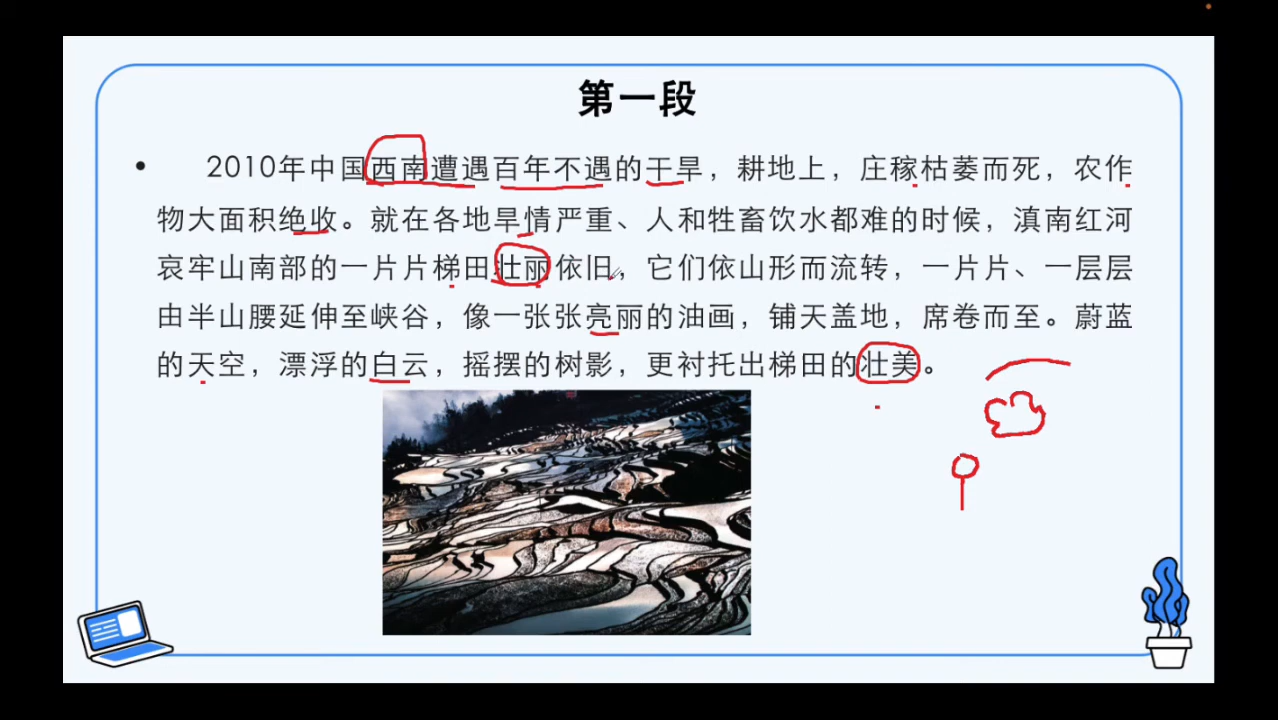 第一段
• 2010年中国西南遭遇百年不遇的干旱，耕地上，庄稼枯萎而死，农作
物大面积绝收。就在各地旱情严重、人和牲畜饮水都难的时候，滇南红河
哀牢山南部的一片片梯田壮丽依旧，它们依山形而流转，一片片、一层层
由半山腰延伸至峡谷，像一张张亮丽的油画，铺天盖地，席卷而至。蔚蓝
的天空，漂浮的白云，摇摆的树影，更衬托出梯田的壮美。